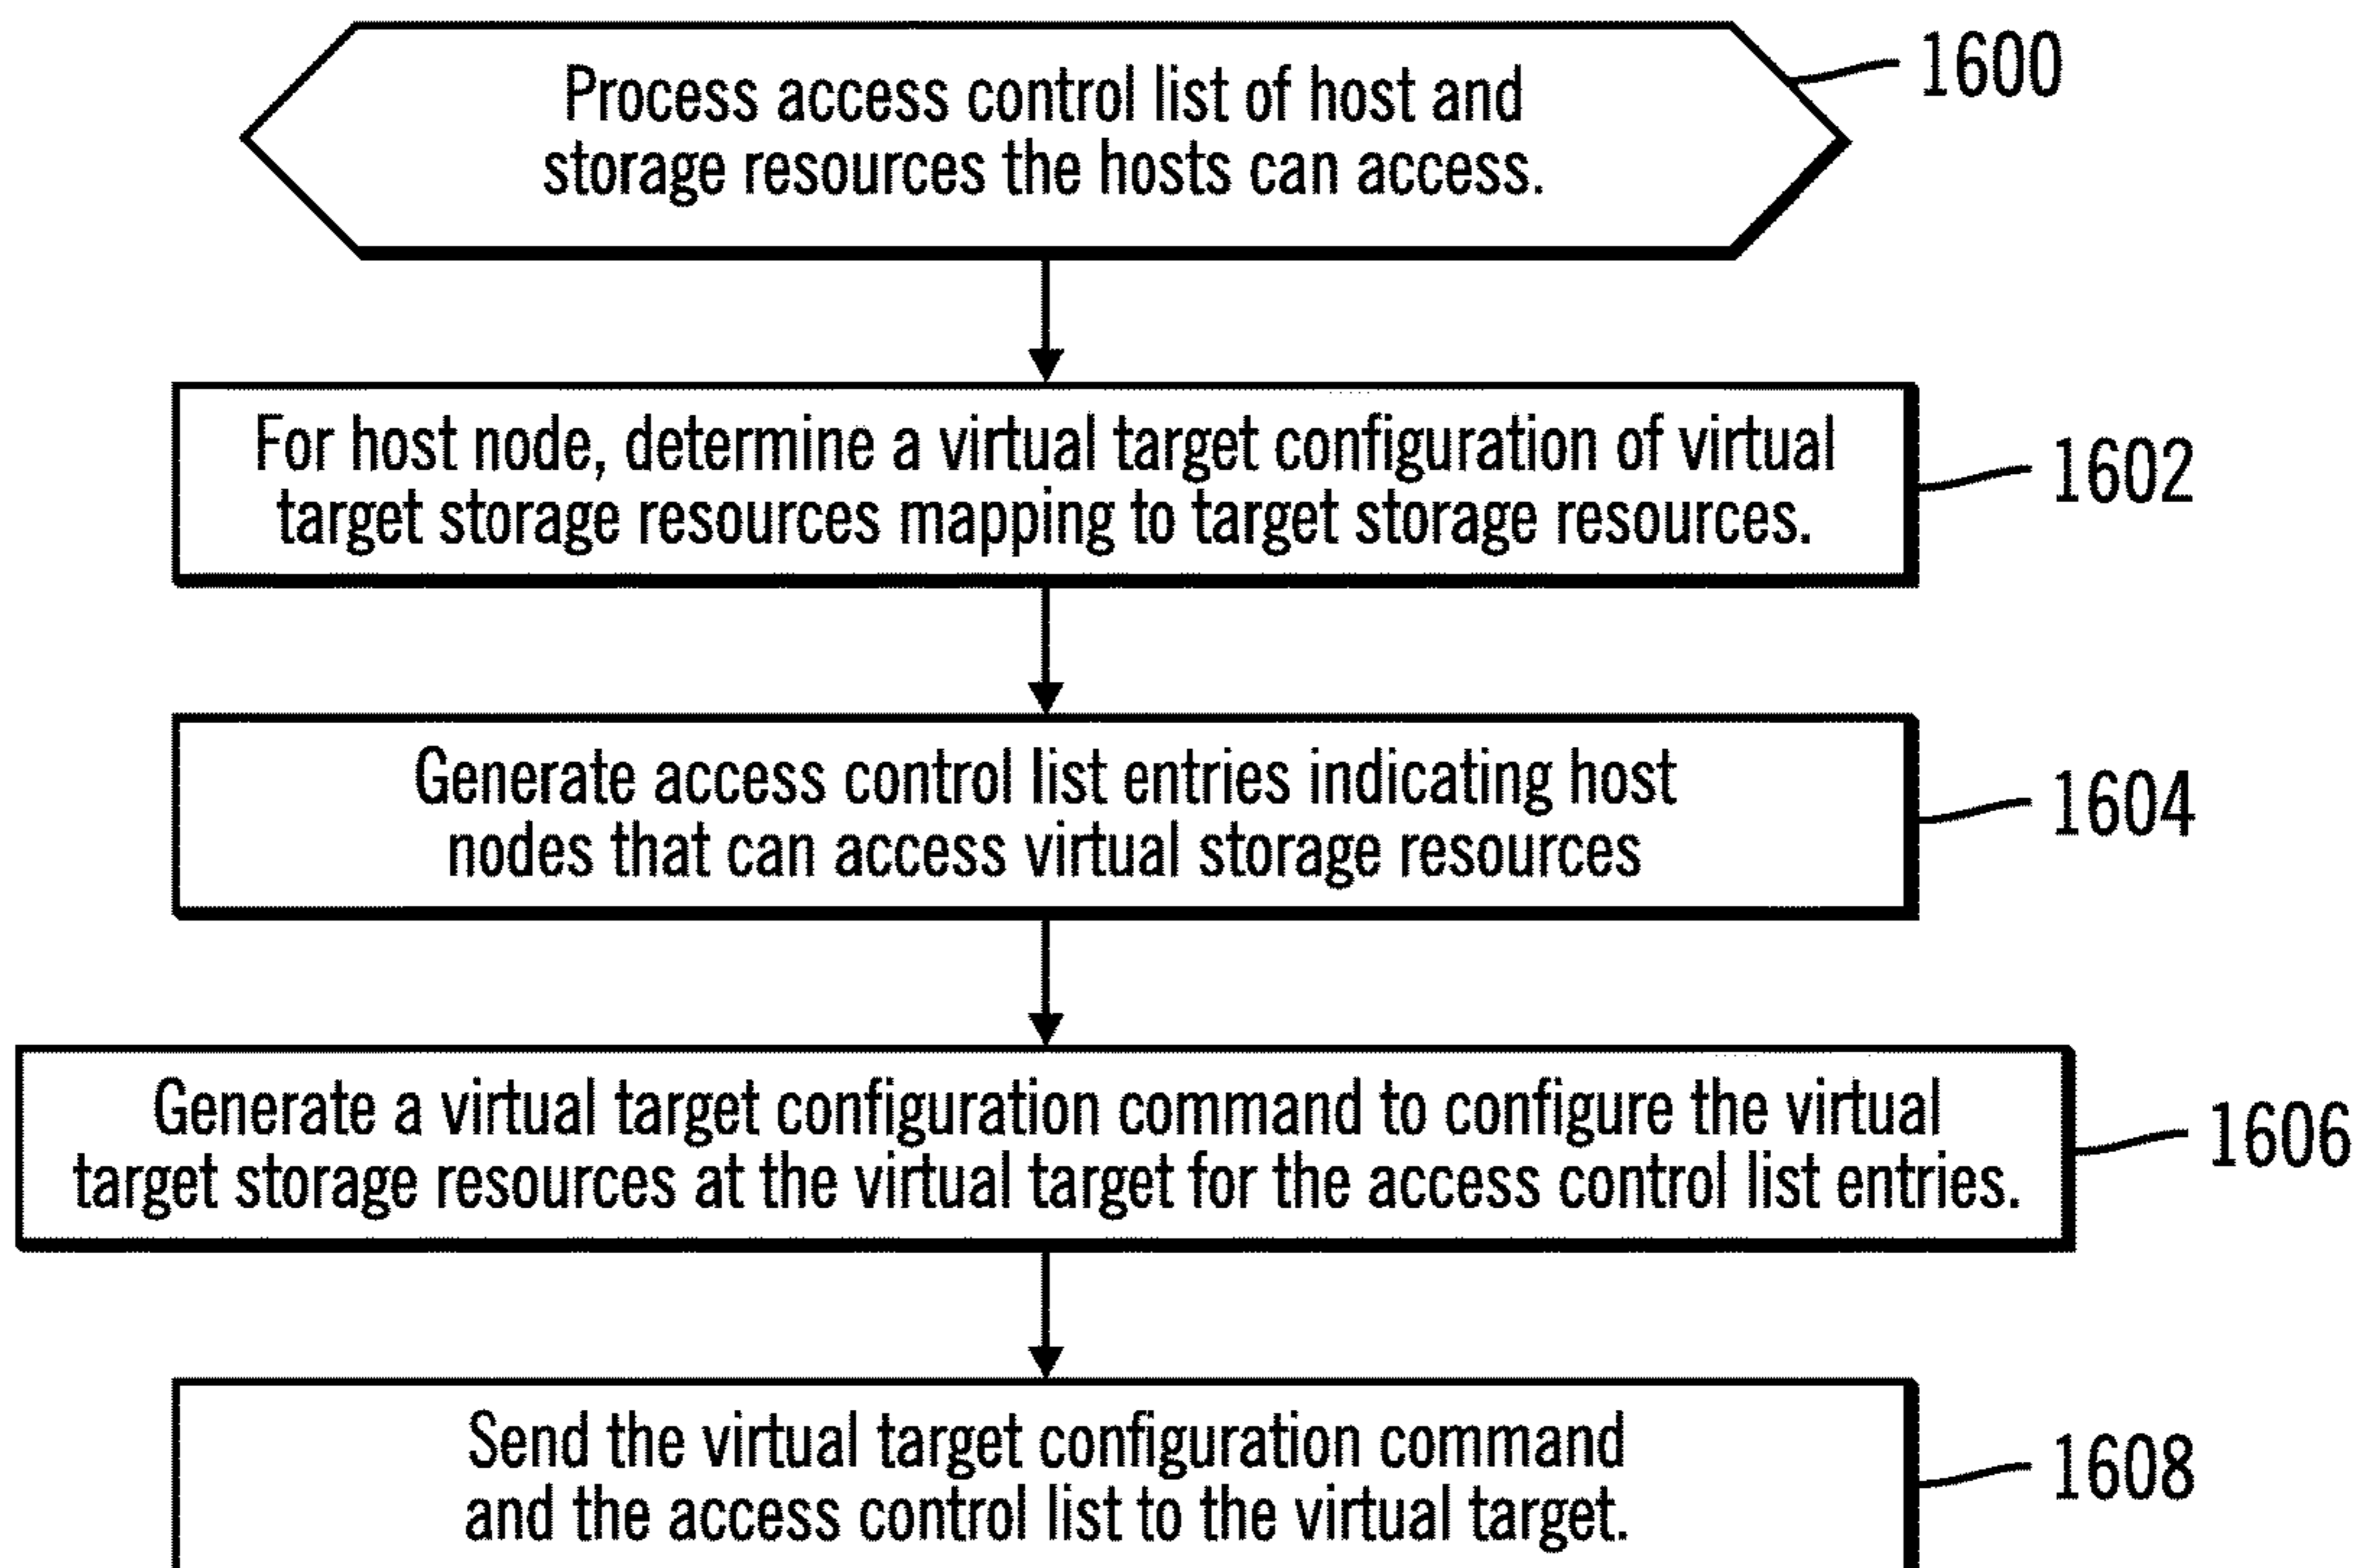 Process access control list of host and
storage resources the hosts can access.
1600
For host node, determine a virtual target configuration of virtual
target storage resources mapping to target storage resources.
1602
Generate access control list entries indicating host
nodes that can access virtual storage resources
1604
Generate a virtual target configuration command to configure the virtual
target storage resources at the virtual target for the access control list entries.
1606
Send the virtual target configuration command
and the access control list to the virtual target.
1608